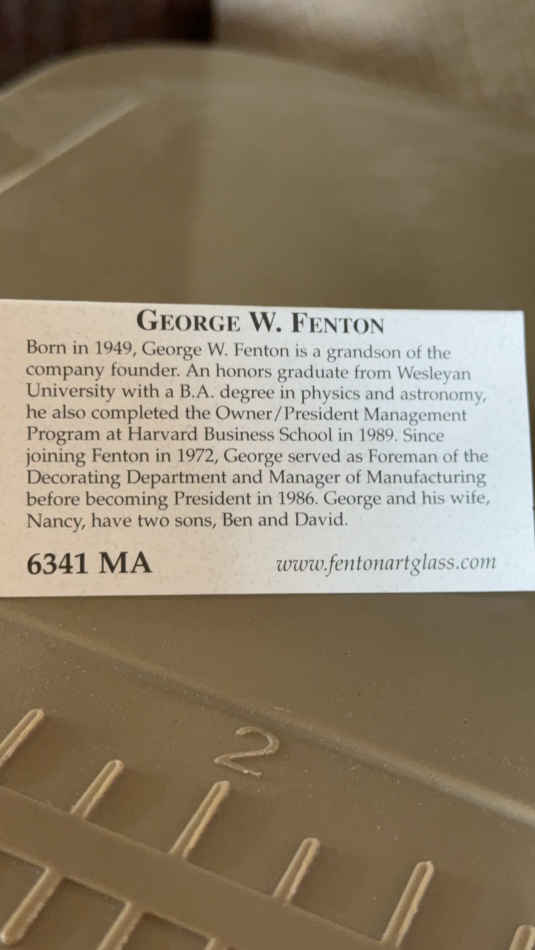 GEORGE W. FENTON
Born in 1949, George W. Fenton is a grandson of the
company founder. An honors graduate from Wesleyan
University with a B.A. degree in physics and astronomy,
he also completed the Owner/President Management
Program at Harvard Business School in 1989. Since
joining Fenton in 1972, George served as Foreman of the
Decorating Department and Manager of Manufacturing
before becoming President in 1986. George and his wife,
Nancy, have two sons, Ben and David.
6341 MA www.fentonartglass.com
2